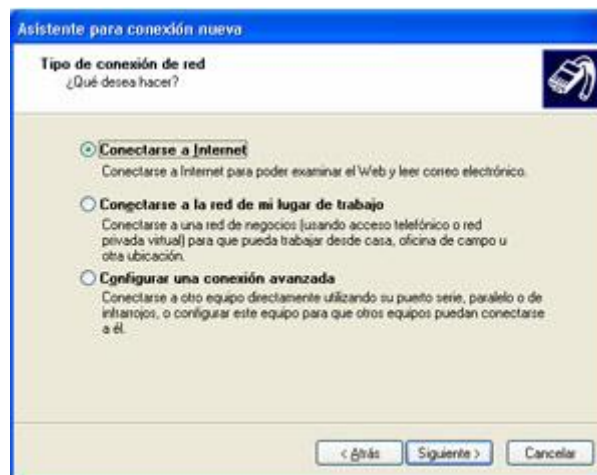 Asistente para conexión nueva
Tipo de conexión de red
¿Qué desea hacer?
Conectarse a Internet
Conectarse a Internet para poder examinar el Web y leer correo electrónico.
Conectarse a la red de mi lugar de trabajo
Conectarse a una red de negocios (usando acceso telefónico o red
privada virtual) para que pueda trabajar desde casa, oficina de campo u
otra ubicación.
Configurar una conexión avanzada
Conectarse a otro equipo directamente utilizando su puerto serie, paralelo o de
infrarrojos, o configurar este equipo para que otros equipos puedan conectarse
a él.
< Atrás
Siguiente >
Cancelar